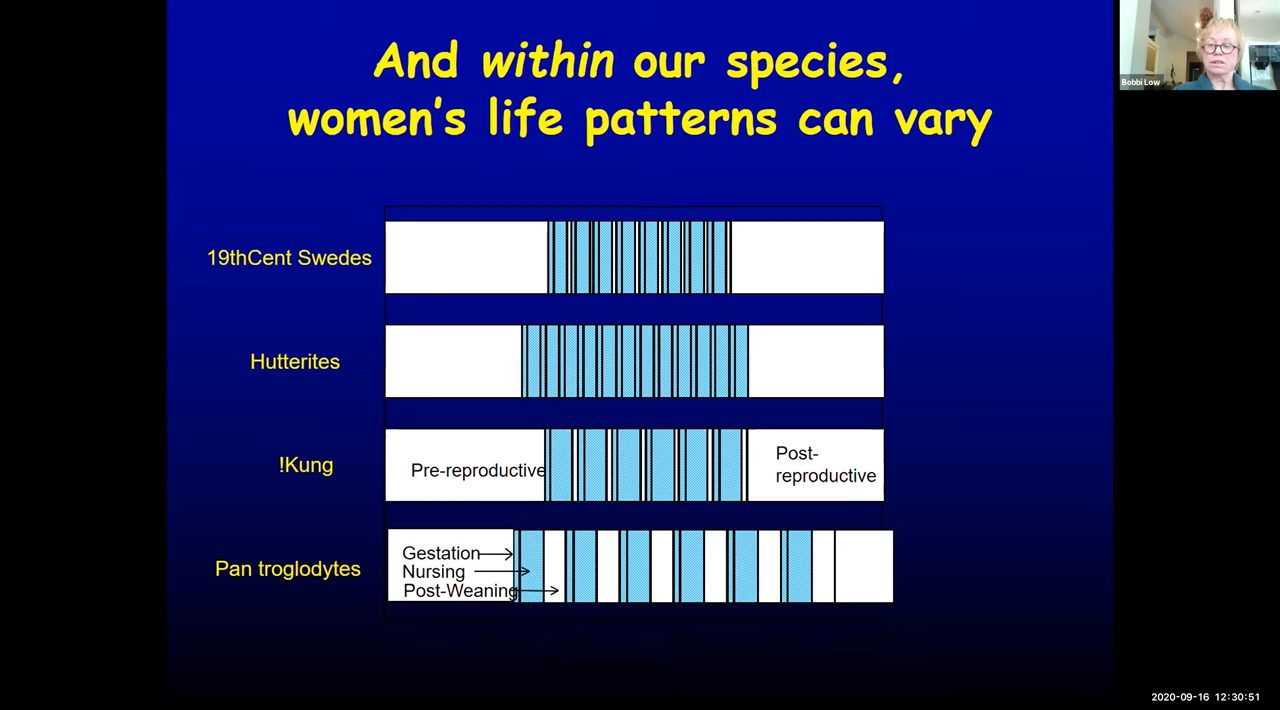 And within our species,
women's life patterns can vary
Bobbi Low
19thCent Swedes
Hutterites
!Kung
Pre-reproductive
Post-
reproductive
Pan troglodytes
Gestation
Nursing
Post-Weaning
2020-09-16 12:30:51